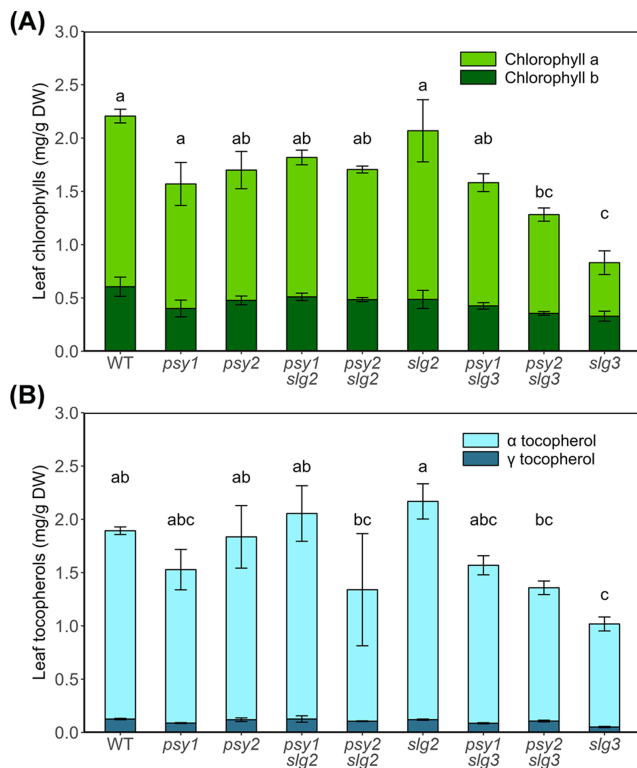 (A)
Leaf chlorophylls (mg/g DW)
3.0
2.5
2.0
1.5
1.0
0.5
0.0
Chlorophyll a
Chlorophyll b
a
a
ab
ab
ab
a
ab
bc
c
WT
psy1
psy2
psy1
slg2
psy2
slg2
slg2
psy1
slg3
psy2
slg3
slg3
(B)
Leaf tocopherols (mg/g DW)
3.0
2.5
2.0
1.5
1.0
0.5
0.0
α tocopherol
γ tocopherol
ab
abc
ab
ab
bc
a
abc
bc
c
WT
psy1
psy2
psy1
slg2
psy2
slg2
slg2
psy1
slg3
psy2
slg3
slg3